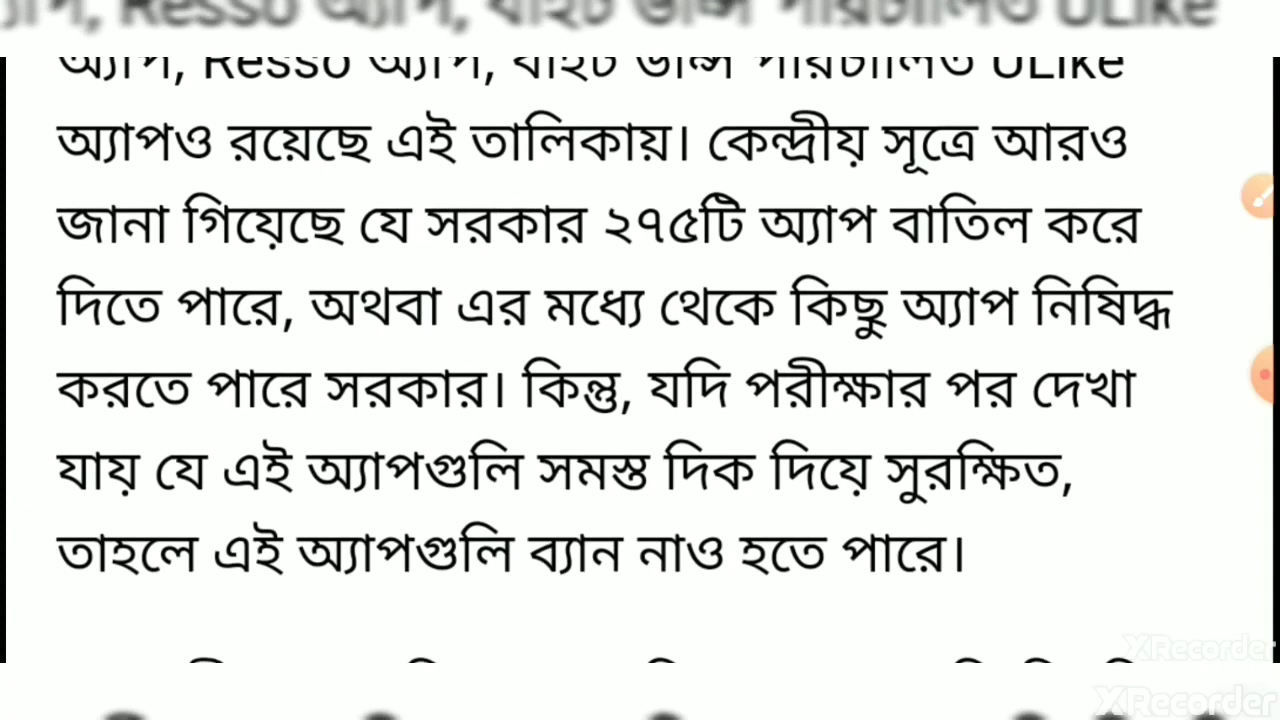 অ্যাপ, Resso অ্যাপ, বাইট ডান্স পরিচালিত ULike
অ্যাপও রয়েছে এই তালিকায়। কেন্দ্রীয় সূত্রে আরও
জানা গিয়েছে যে সরকার ২৭৫টি অ্যাপ বাতিল করে
দিতে পারে, অথবা এর মধ্যে থেকে কিছু অ্যাপ নিষিদ্ধ
করতে পারে সরকার। কিন্তু, যদি পরীক্ষার পর দেখা
যায় যে এই অ্যাপগুলি সমস্ত দিক দিয়ে সুরক্ষিত,
তাহলে এই অ্যাপগুলি ব্যান নাও হতে পারে।
XRecorder
XRecorder